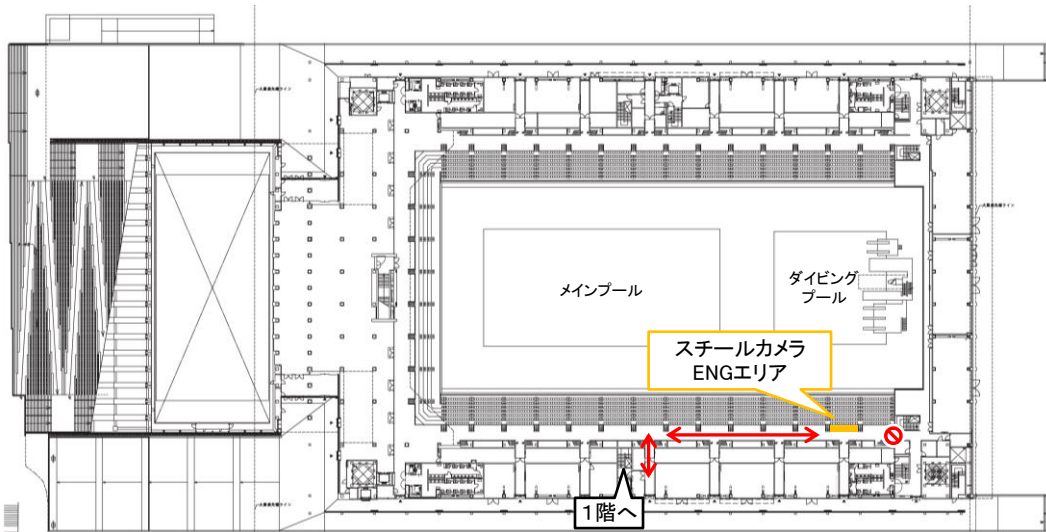 メインプール
ダイビング
プール
スチールカメラ
ENGエリア
1階へ